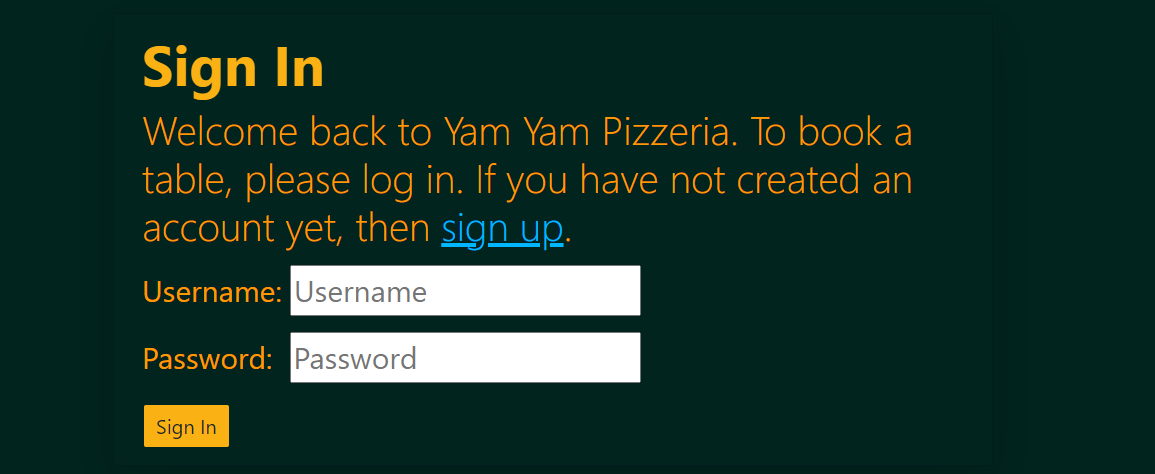 Sign In
Welcome back to Yam Yam Pizzeria. To book a
table, please log in. If you have not created an
account yet, then sign up.
Username: Username
Password: Password
Sign In